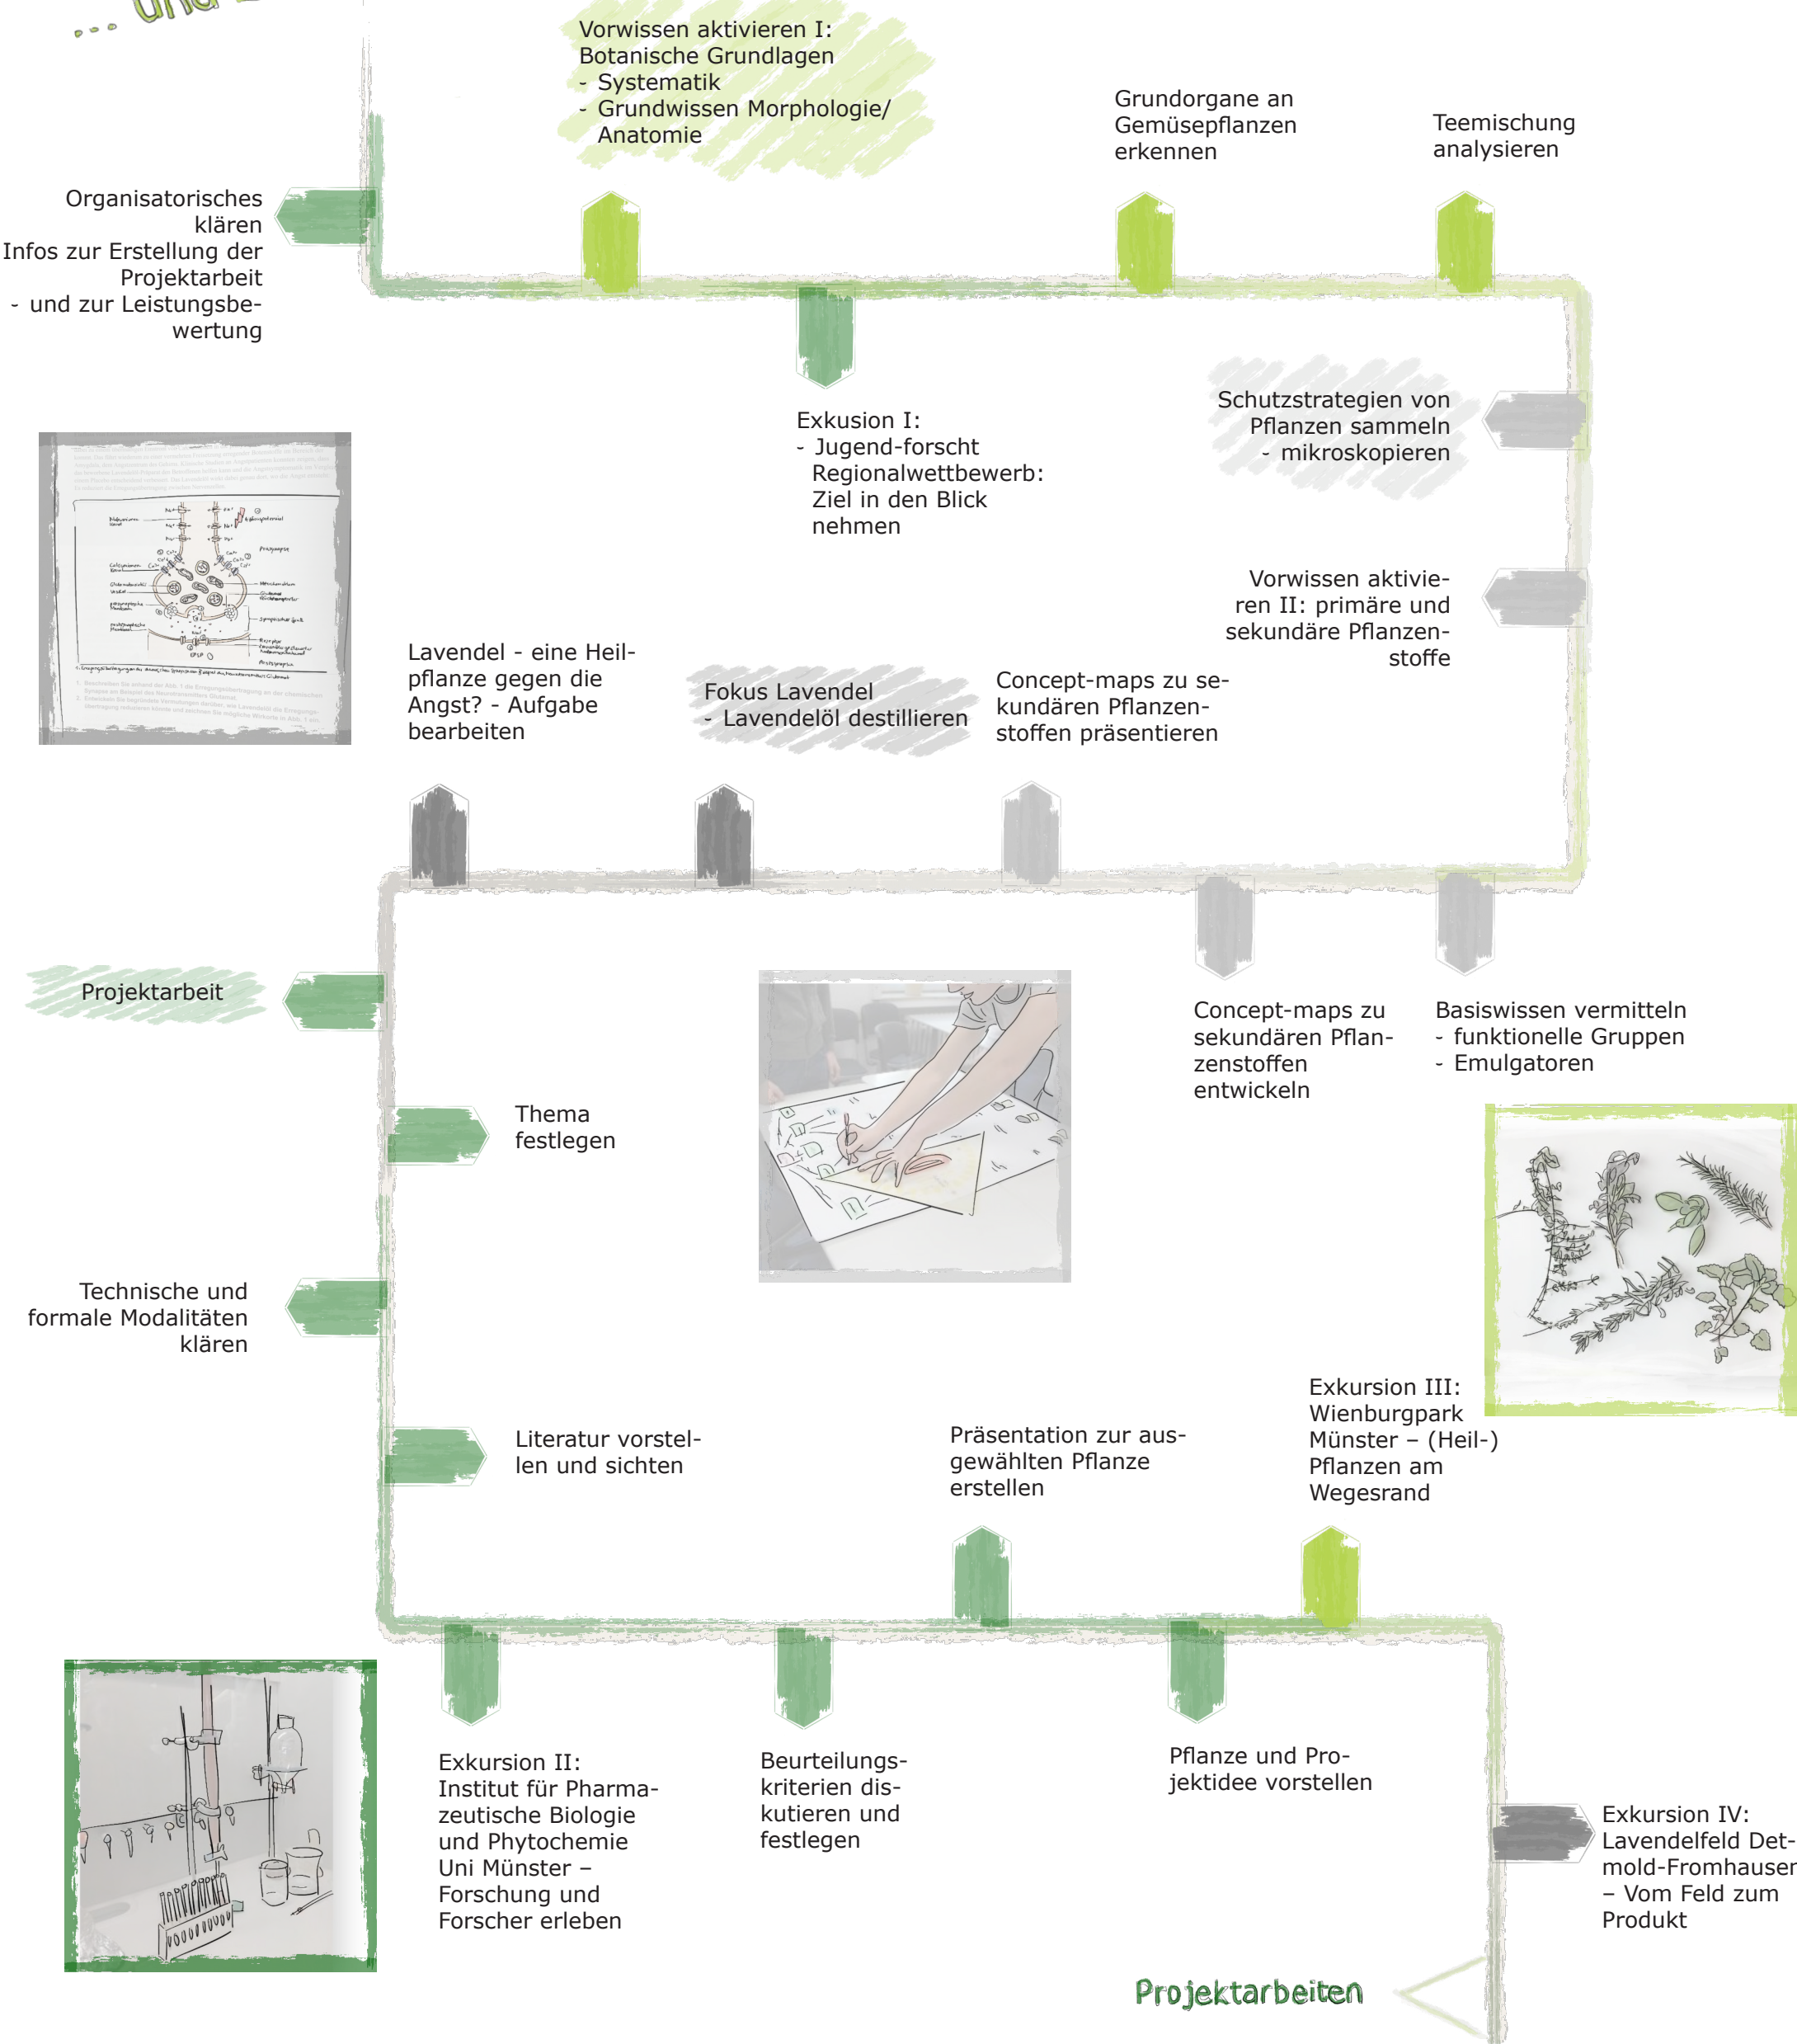 ... und
Vorwissen aktivieren I:
Botanische Grundlagen
- Systematik
- Grundwissen Morphologie/
Anatomie
Grundorgane an
Gemüsepflanzen
erkennen
Teemischung
analysieren
Organisatorisches
klären
Infos zur Erstellung der
Projektarbeit
- und zur Leistungsbe-
wertung
Exkusion I:
- Jugend-forscht
Regionalwettbewerb:
Ziel in den Blick
nehmen
Schutzstrategien von
Pflanzen sammeln
- mikroskopieren
Vorwissen aktivie-
ren II: primäre und
sekundäre Pflanzen-
stoffe
Lavendel - eine Heil-
pflanze gegen die
Angst? - Aufgabe
bearbeiten
Fokus Lavendel
- Lavendelöl destillieren
Concept-maps zu se-
kundären Pflanzen-
stoffen präsentieren
Projektarbeit
Concept-maps zu
sekundären Pflan-
zenstoffen
entwickeln
Basiswissen vermitteln
- funktionelle Gruppen
- Emulgatoren
Thema
festlegen
Technische und
formale Modalitäten
klären
Literatur vorstel-
len und sichten
Präsentation zur aus-
gewählten Pflanze
erstellen
Exkursion III:
Wienburgpark
Münster – (Heil-)
Pflanzen am
Wegesrand
Exkursion II:
Institut für Pharma-
zeutische Biologie
und Phytochemie
Uni Münster –
Forschung und
Forscher erleben
Beurteilungs-
kriterien dis-
kutieren und
festlegen
Pflanze und Pro-
jektidee vorstellen
Exkursion IV:
Lavendelfeld Det-
mold-Fromhausen
– Vom Feld zum
Produkt
Projektarbeiten